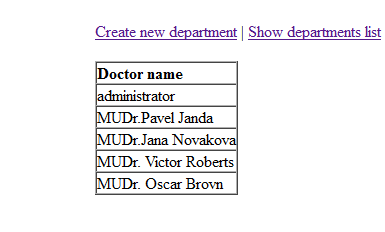 Create new department | Show departments list
Doctor name
administrator
MUDr.Pavel Janda
MUDr.Jana Novakova
MUDr. Victor Roberts
MUDr. Oscar Brovn